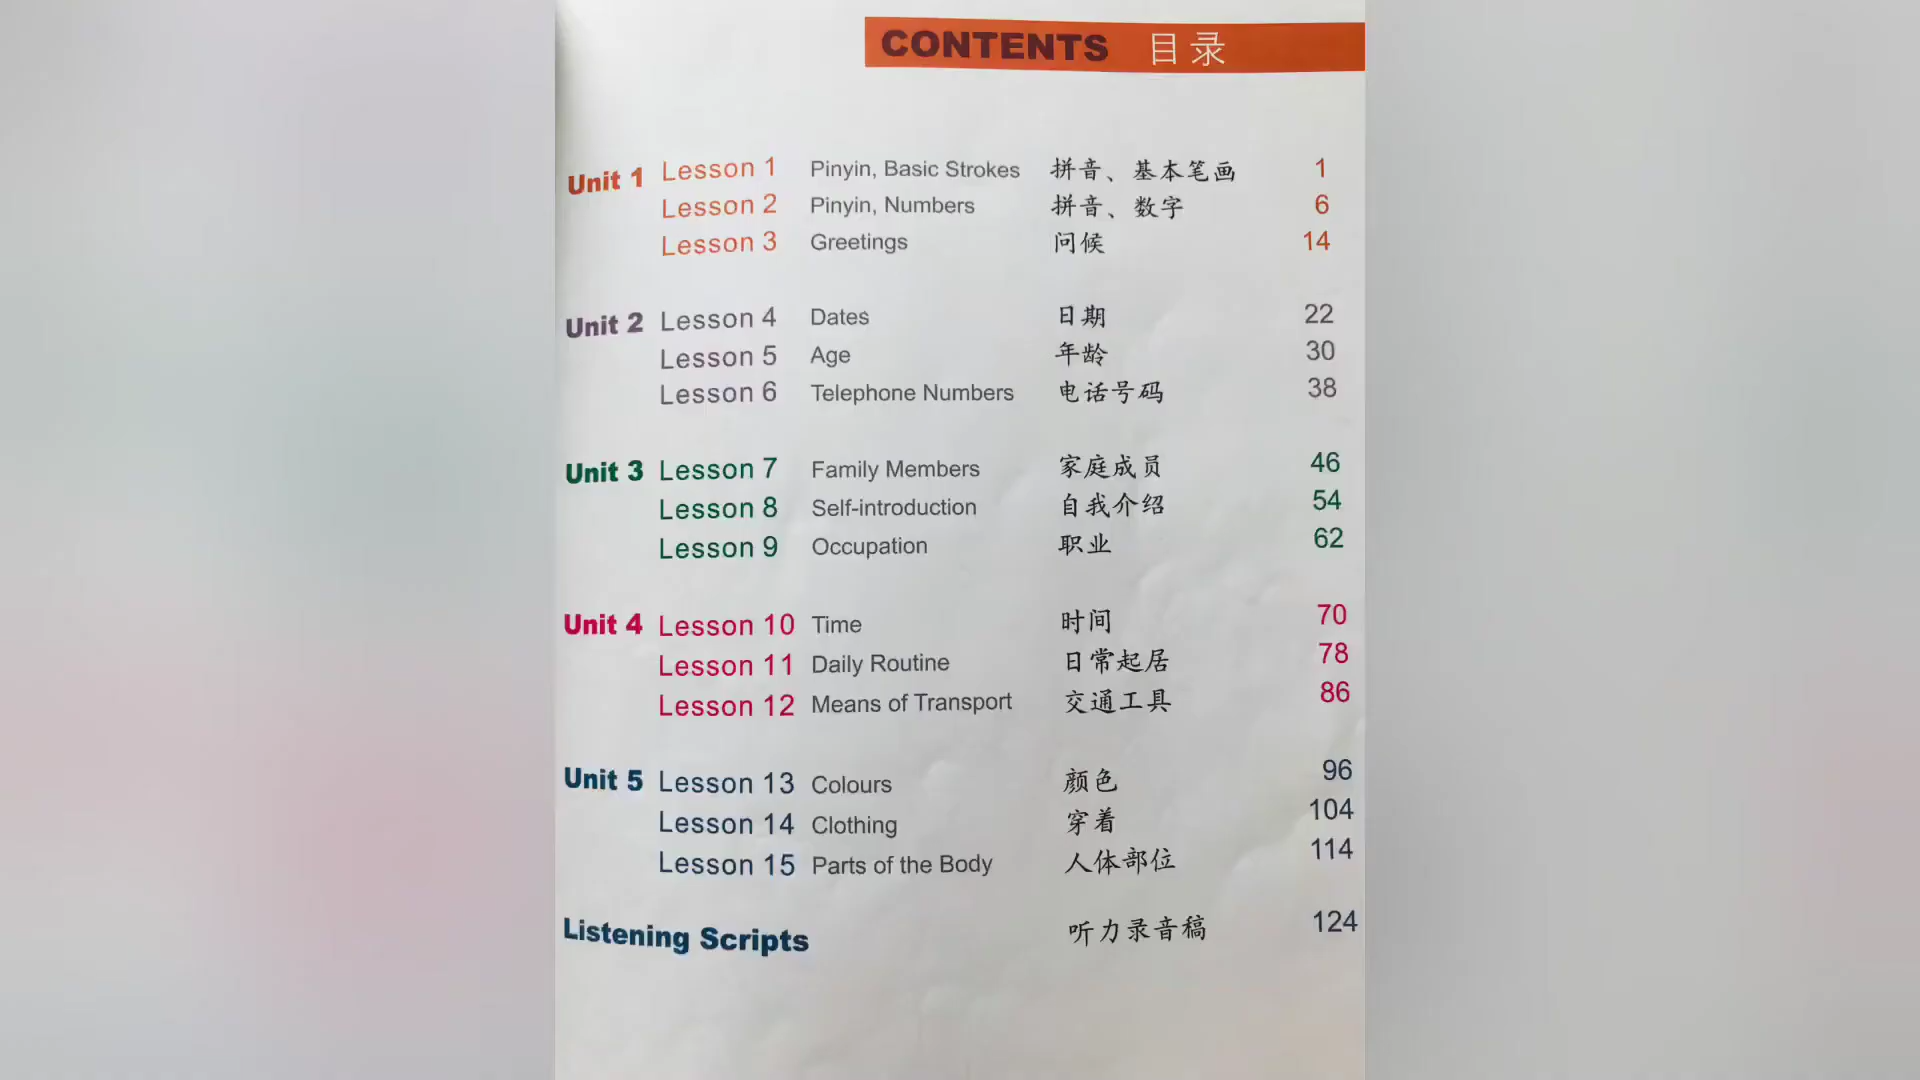 CONTENTS 目录
Unit 1 Lesson 1 Pinyin, Basic Strokes 拼音、基本笔画 1
Lesson 2 Pinyin, Numbers 拼音、数字 6
Lesson 3 Greetings 问候 14
Unit 2 Lesson 4 Dates 日期 22
Lesson 5 Age 年龄 30
Lesson 6 Telephone Numbers 电话号码 38
Unit 3 Lesson 7 Family Members 家庭成员 46
Lesson 8 Self-introduction 自我介绍 54
Lesson 9 Occupation 职业 62
Unit 4 Lesson 10 Time 时间 70
Lesson 11 Daily Routine 日常起居 78
Lesson 12 Means of Transport 交通工具 86
Unit 5 Lesson 13 Colours 颜色 96
Lesson 14 Clothing 穿着 104
Lesson 15 Parts of the Body 人体部位 114
Listening Scripts 听力录音稿 124